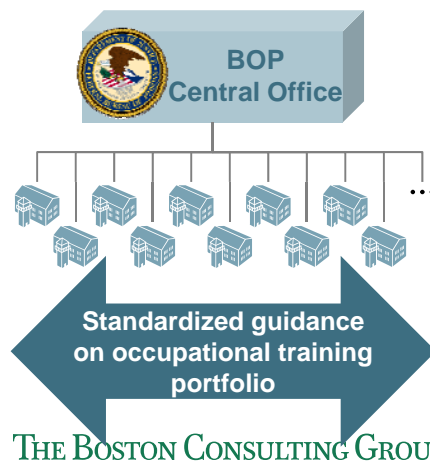 BOP
Central Office
...
Standardized guidance
on occupational training
portfolio
THE BOSTON CONSULTING GROU